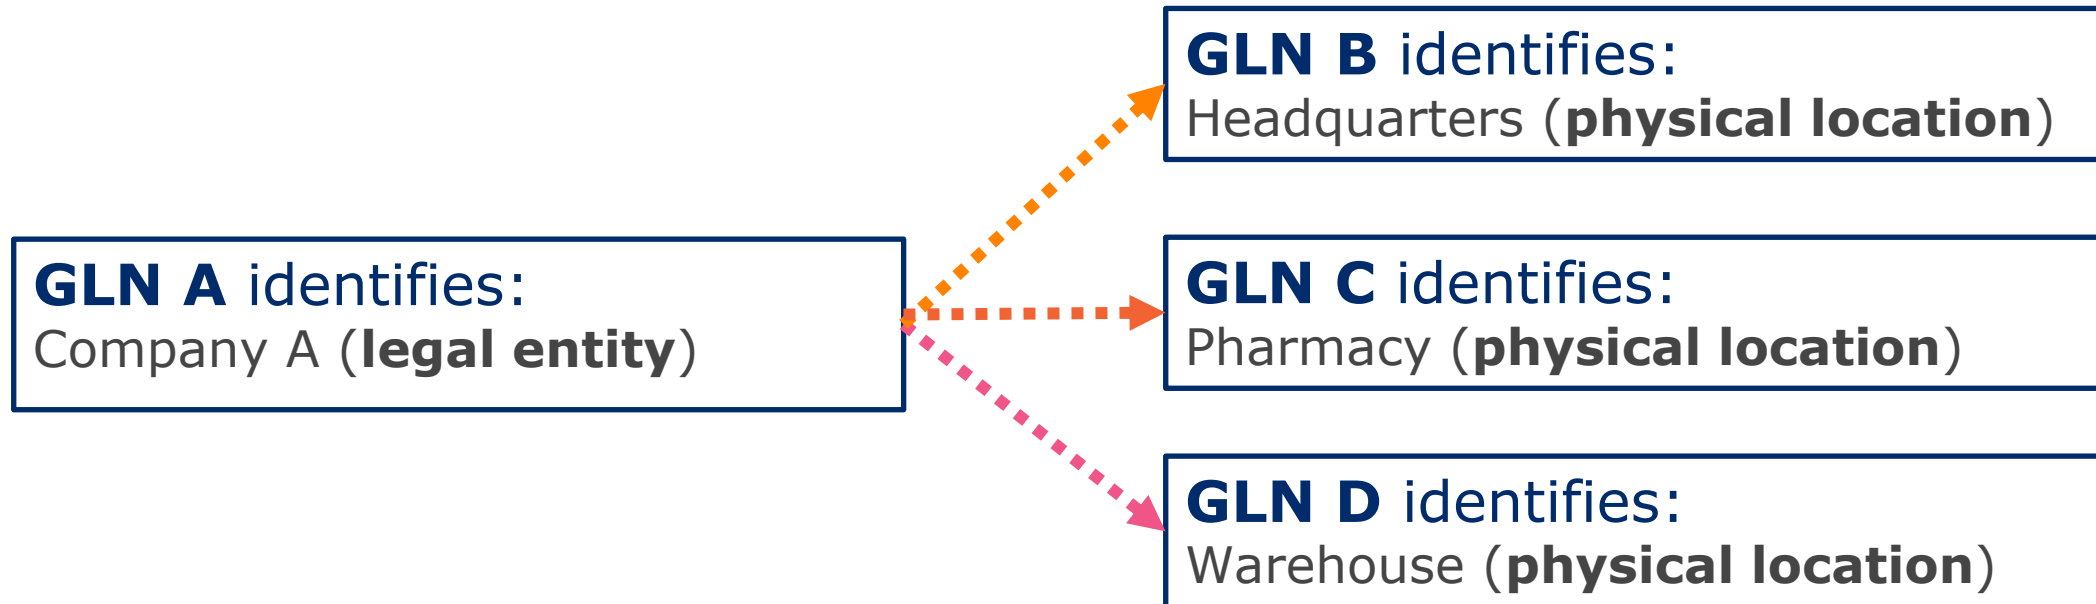 GLN B identifies:
Headquarters (physical location)
GLN A identifies:
Company A (legal entity)
GLN C identifies:
Pharmacy (physical location)
GLN D identifies:
Warehouse (physical location)